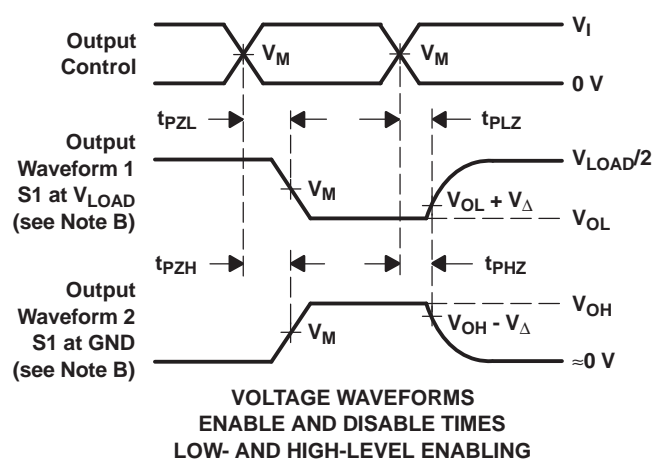 Output
Control
V_M
V_M
V_I
0 V
t_PZL
t_PLZ
Output
Waveform 1
S1 at V_LOAD
(see Note B)
V_M
V_LOAD/2
V_OL + V_Δ
V_OL
t_PZH
t_PHZ
Output
Waveform 2
S1 at GND
(see Note B)
V_M
V_OH
V_OH - V_Δ
≈0 V
VOLTAGE WAVEFORMS
ENABLE AND DISABLE TIMES
LOW- AND HIGH-LEVEL ENABLING